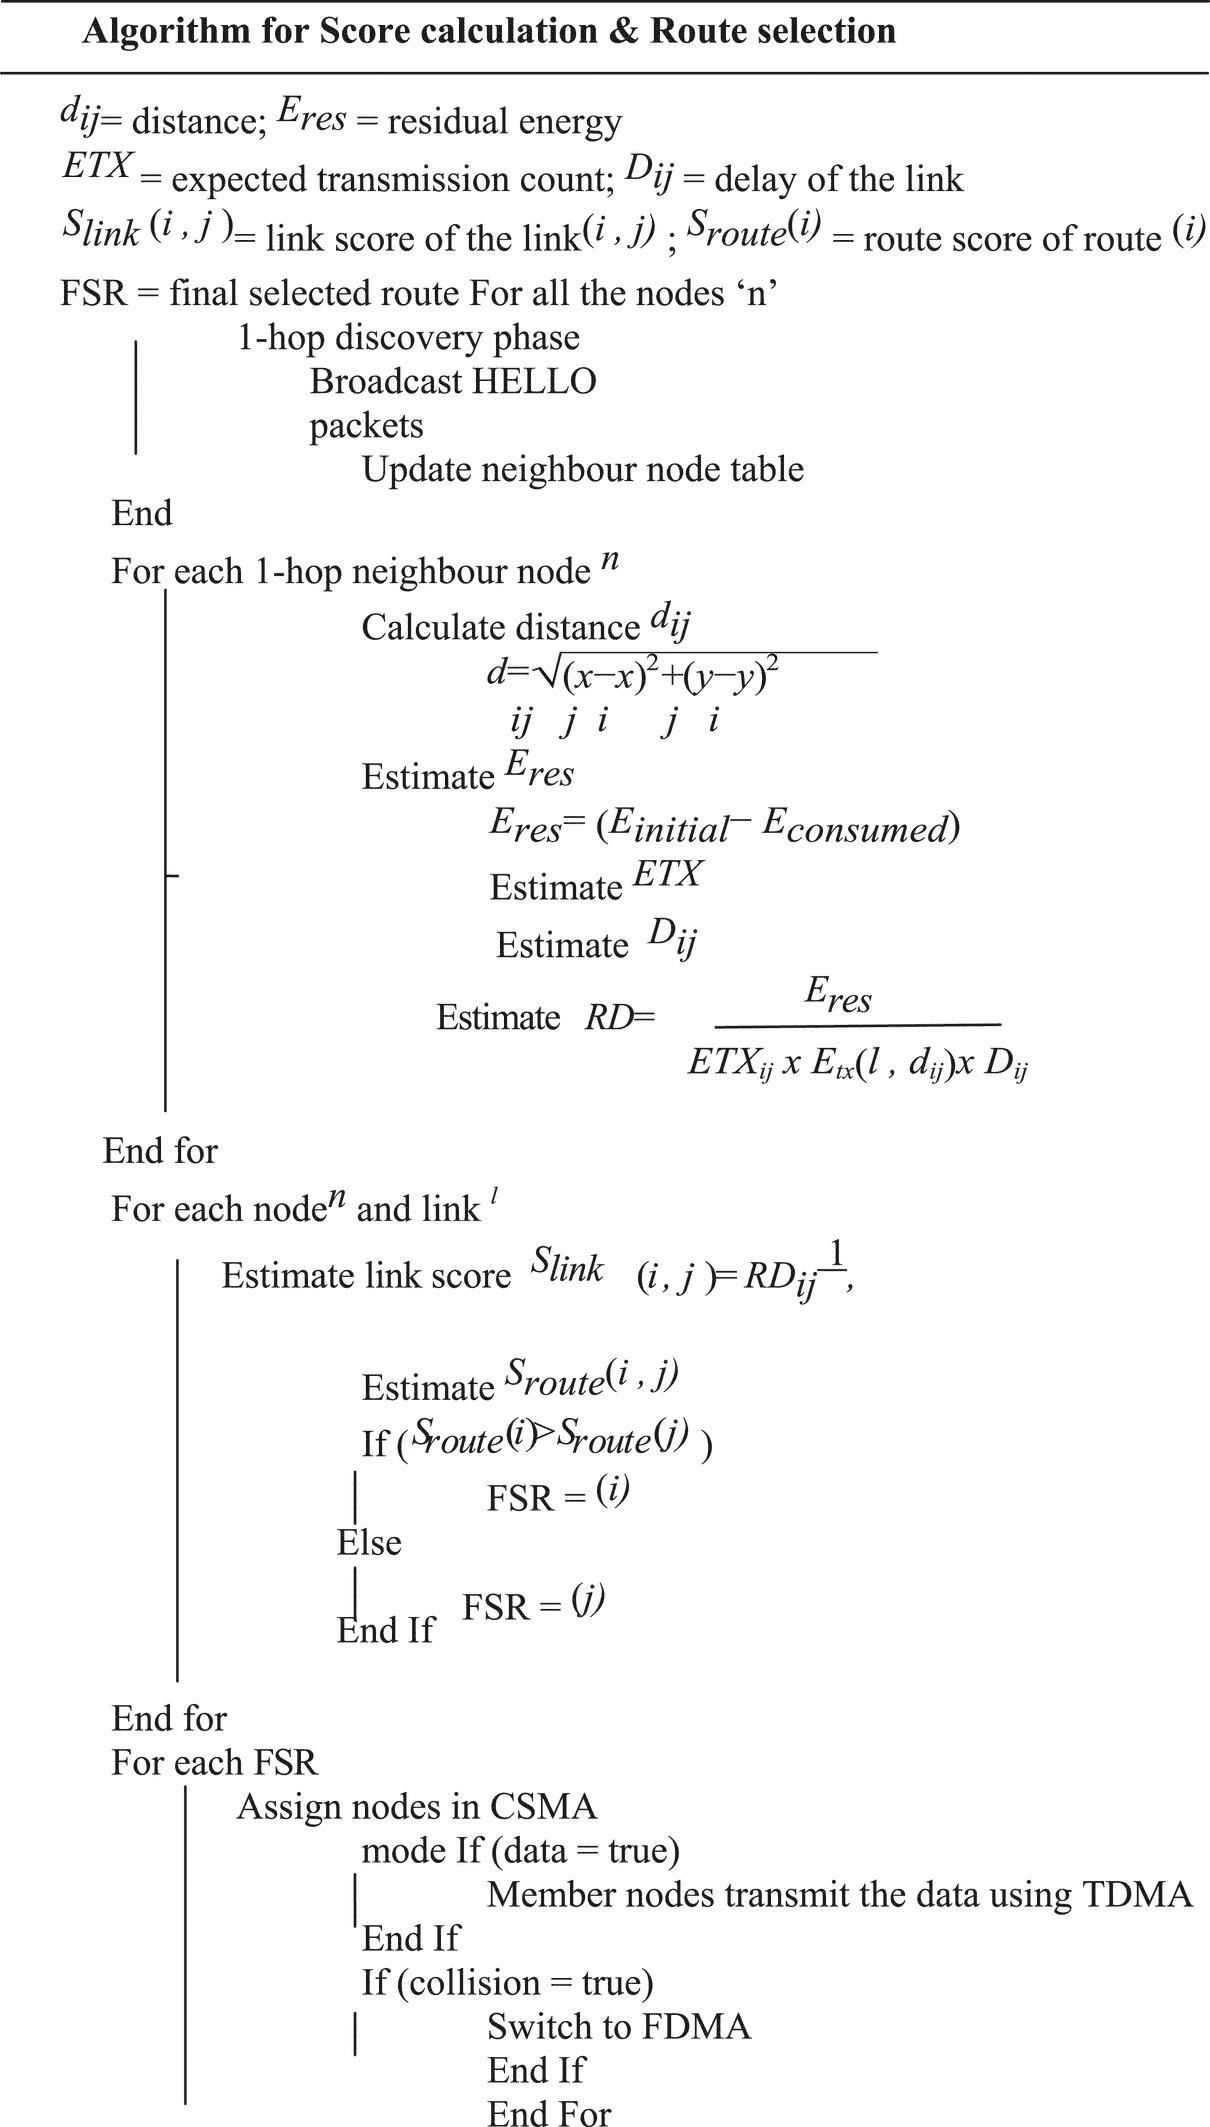 Algorithm for Score calculation & Route selection
dij= distance; Eres = residual energy
ETX = expected transmission count; Dij = delay of the link
Slink (i , j )= link score of the link(i , j) ; Sroute(i) = route score of route (i)
FSR = final selected route For all the nodes ‘n’
1-hop discovery phase
Broadcast HELLO
packets
Update neighbour node table
End
For each 1-hop neighbour node n
Calculate distance dij
d=√(x−x)2+(y−y)2
ij j i j i
Estimate Eres
Eres= (Einitial− Econsumed)
Estimate ETX
Estimate Dij
Estimate RD=
Eres
ETXij x Etx(l , dij)x Dij
End for
For each node n and link l
Estimate link score Slink (i, j )= RDij−1,
Estimate Sroute(i , j)
If (Sroute(i)>Sroute(j) )
FSR = (i)
Else
FSR = (j)
End If
End for
For each FSR
Assign nodes in CSMA
mode If (data = true)
Member nodes transmit the data using TDMA
End If
If (collision = true)
Switch to FDMA
End If
End For